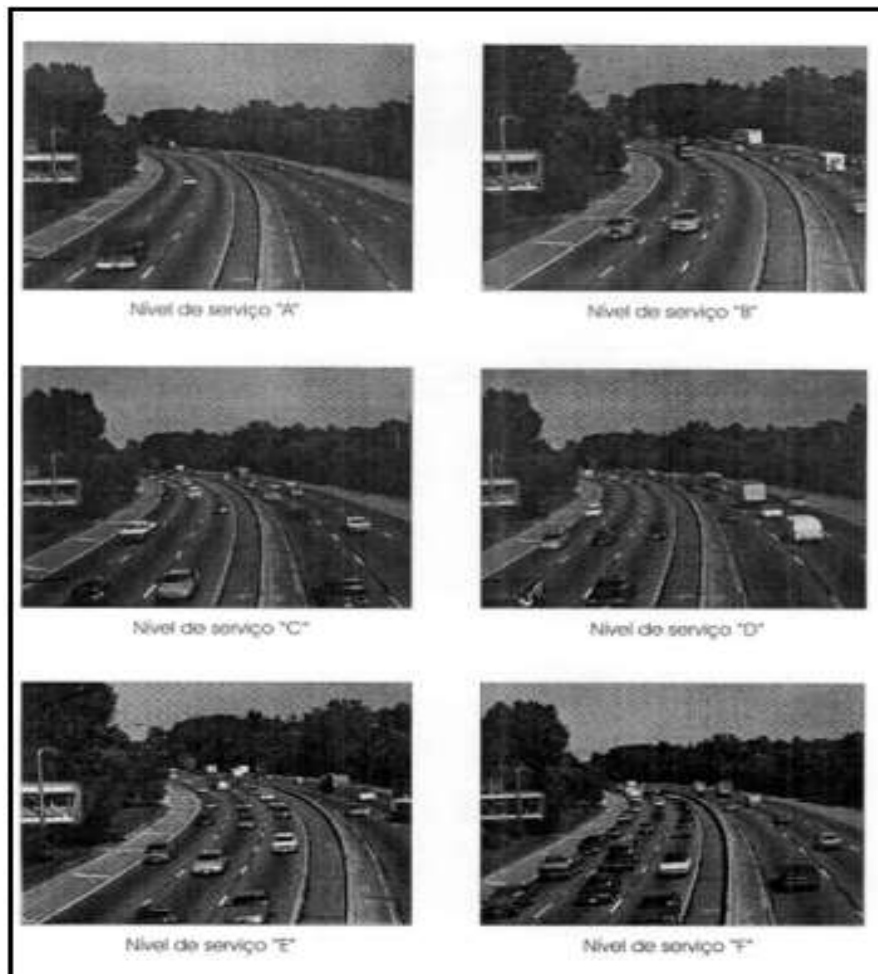 Nível de serviço "A"
Nível de serviço "B"
Nível de serviço "C"
Nível de serviço "D"
Nível de serviço "E"
Nível de serviço "F"